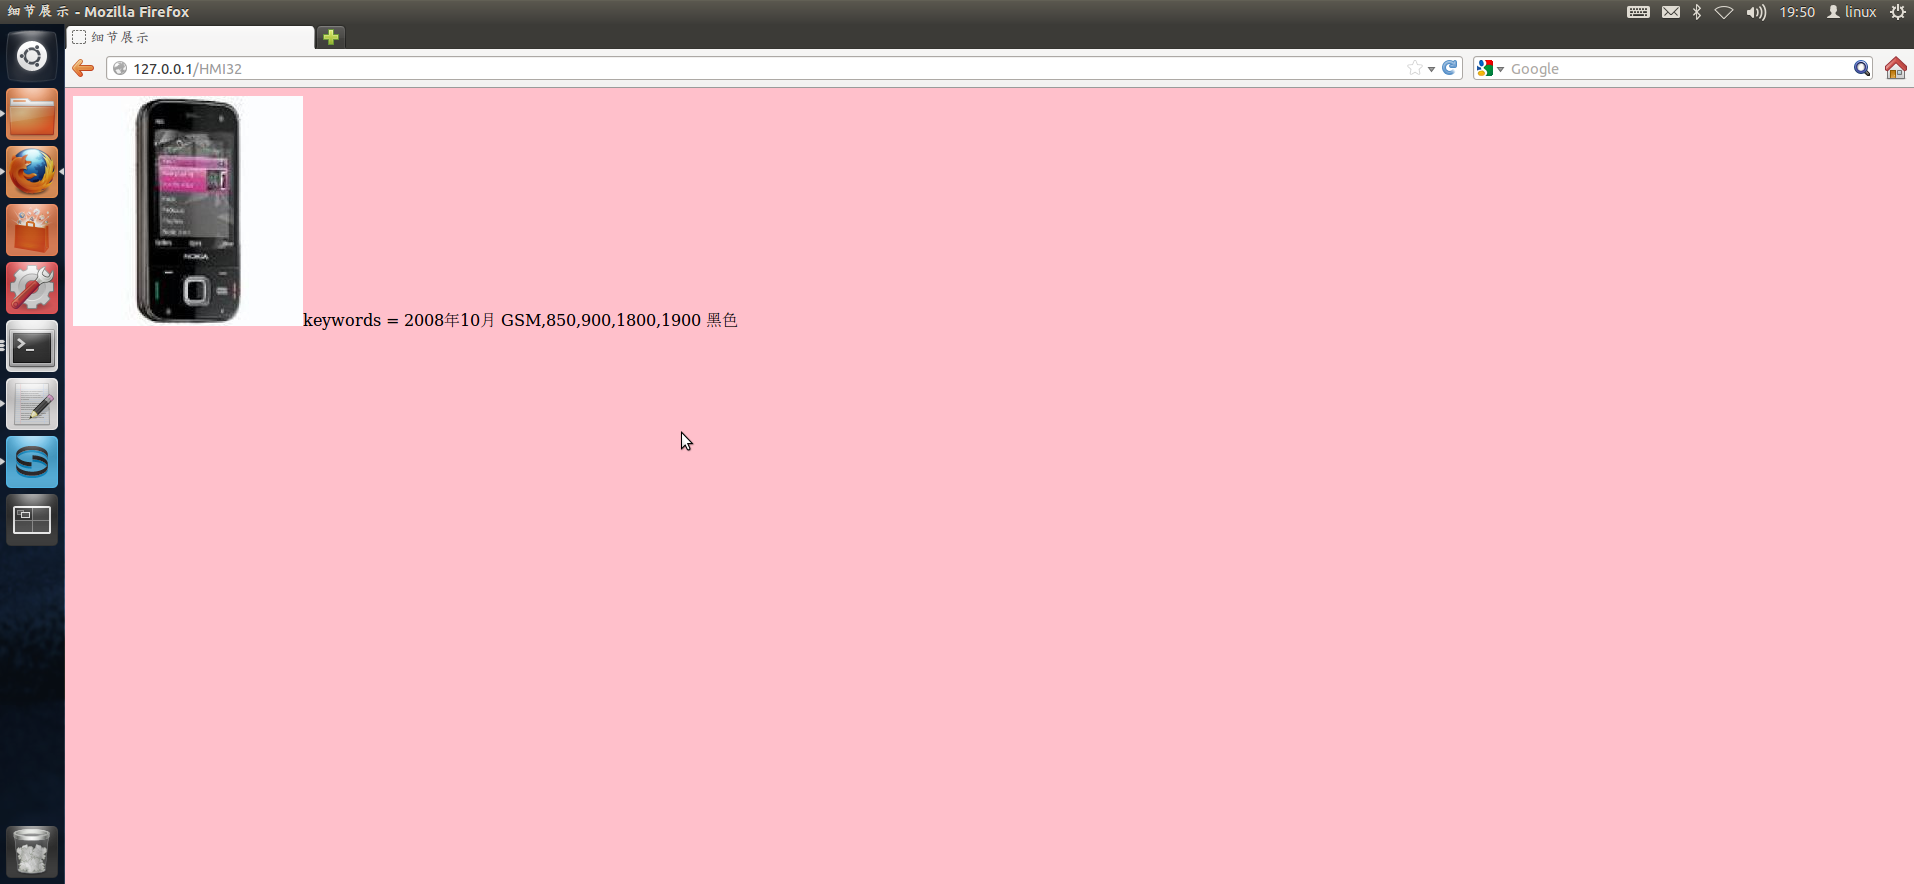 细节展示 - Mozilla Firefox
19:50
linux
细节展示
127.0.0.1/HMI32
Google
NOKIA
keywords = 2008年10月 GSM,850,900,1800,1900 黑色